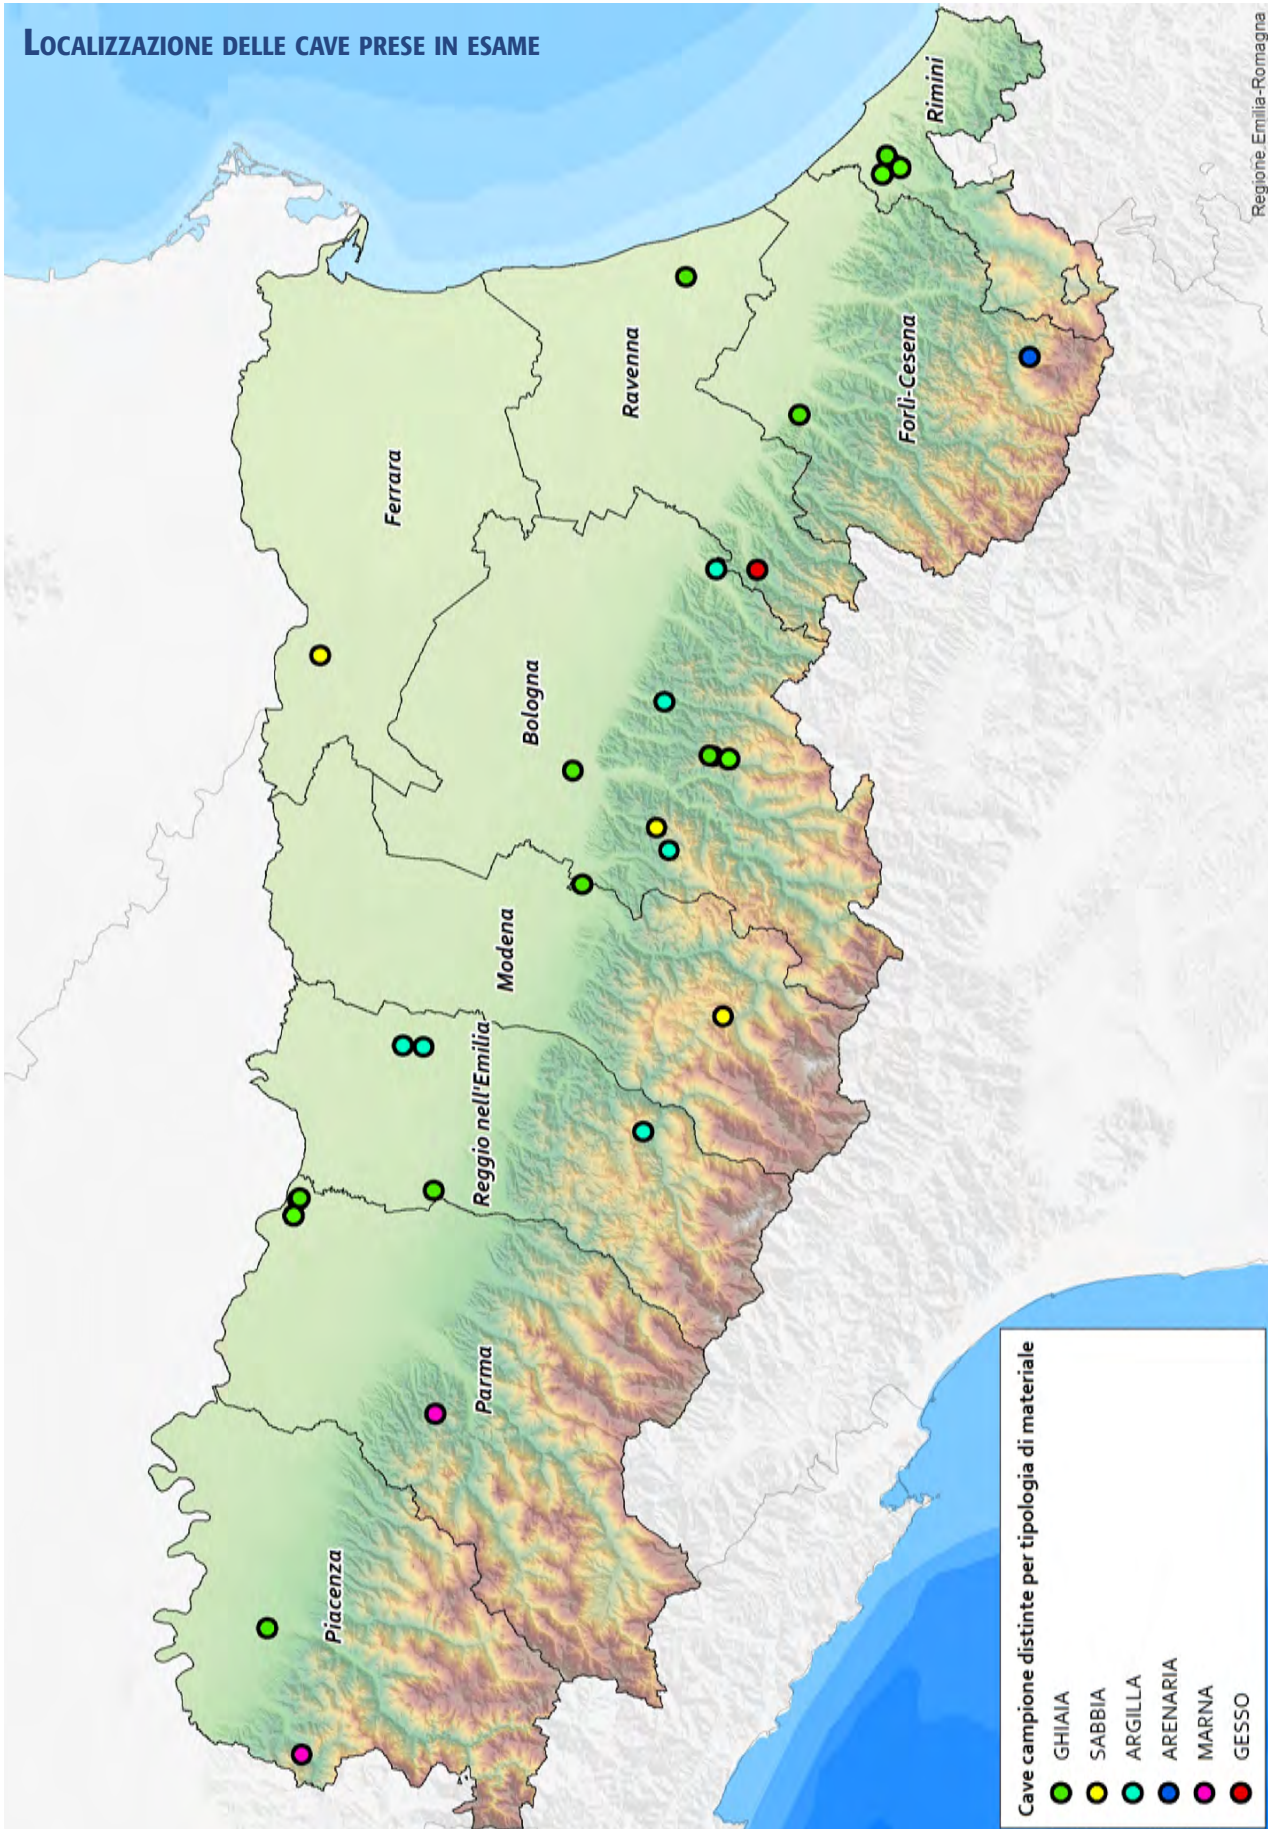 LOCALIZZAZIONE DELLE CAVE PRESE IN ESAME
Piacenza
Parma
Reggio nell'Emilia
Modena
Bologna
Ferrara
Ravenna
Forlì-Cesena
Rimini
Cave campione distinte per tipologia di materiale
GHIAIA
SABBIA
ARGILLA
ARENARIA
MARNA
GESSO
Regione Emilia-Romagna